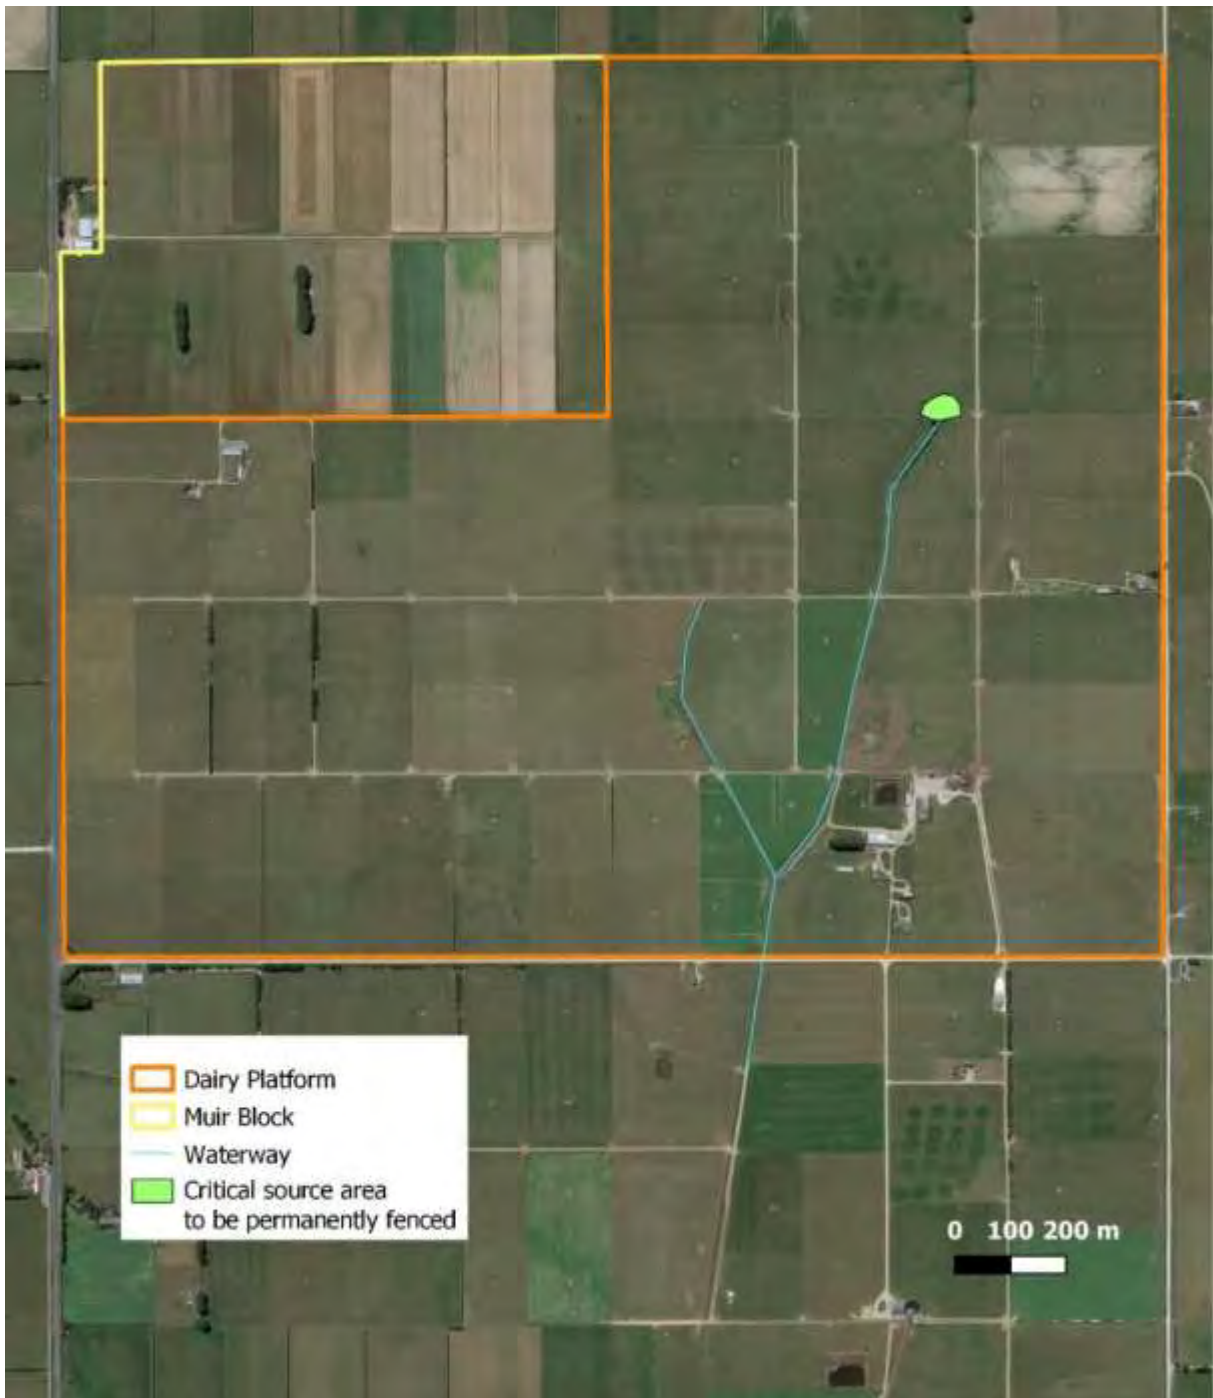 Dairy Platform
Muir Block
Waterway
Critical source area
to be permanently fenced
0 100 200 m